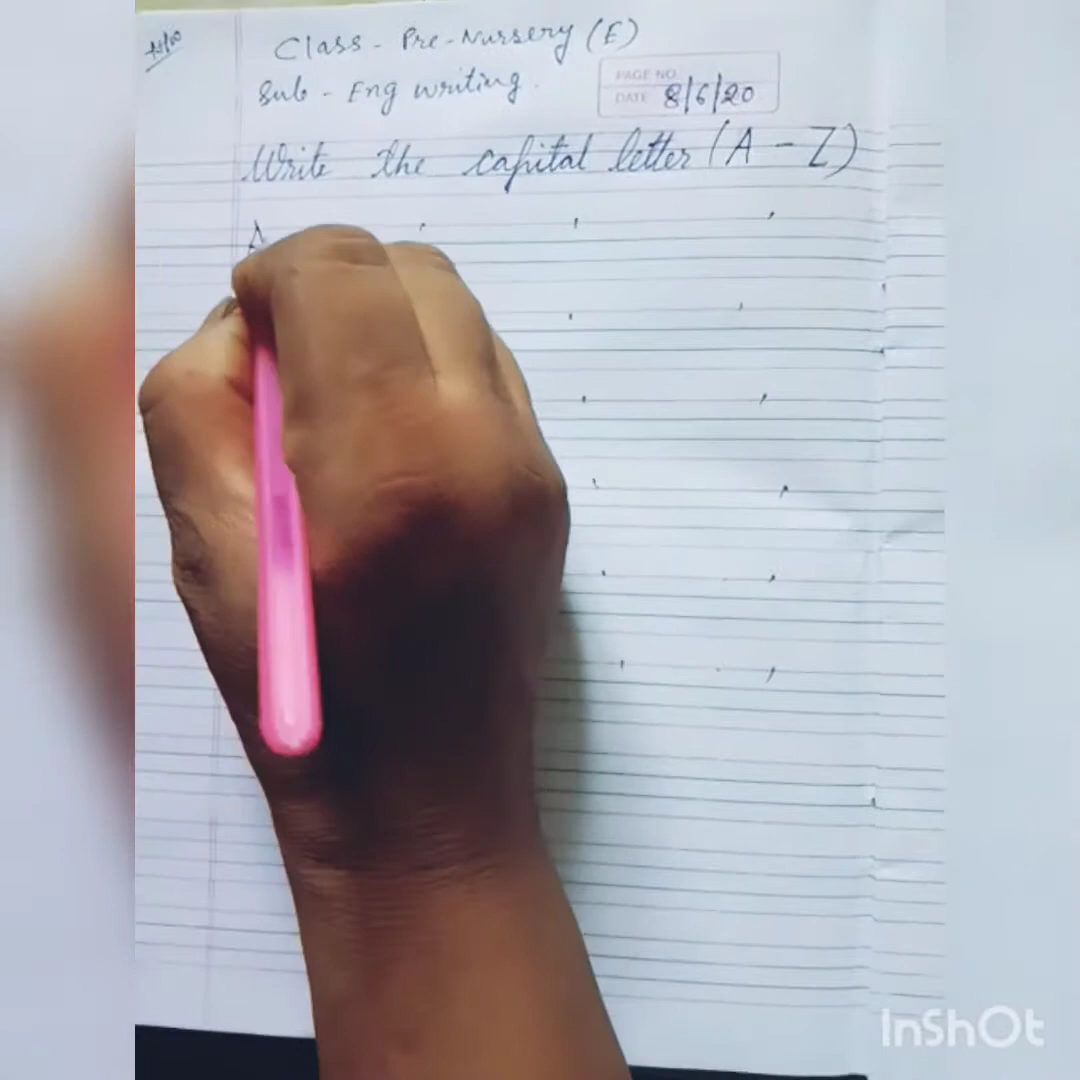 Class - Pre-Nursery (E)
Sub - Eng writing.
PAGE NO.
DATE 8/6/20
Write the capital letter (A - Z)
A
InShOt